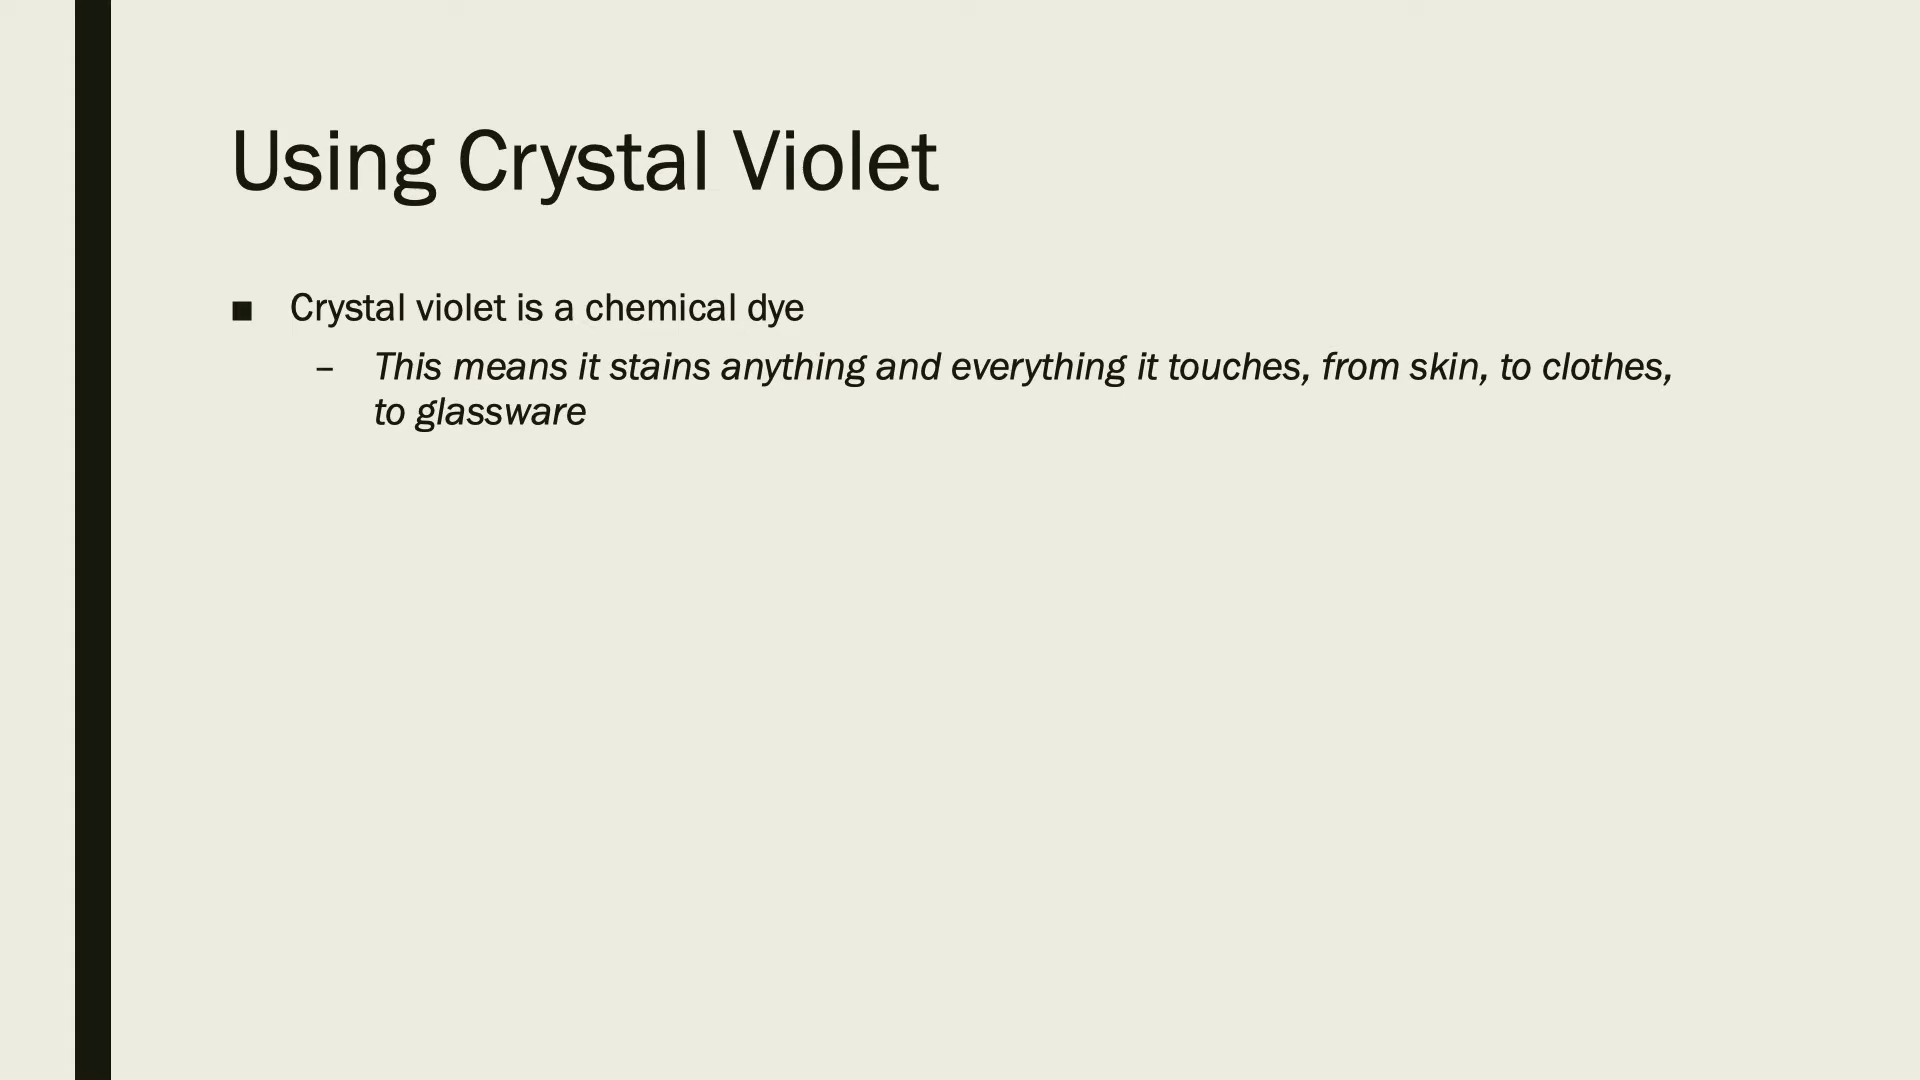 Using Crystal Violet
■ Crystal violet is a chemical dye
– This means it stains anything and everything it touches, from skin, to clothes,
to glassware